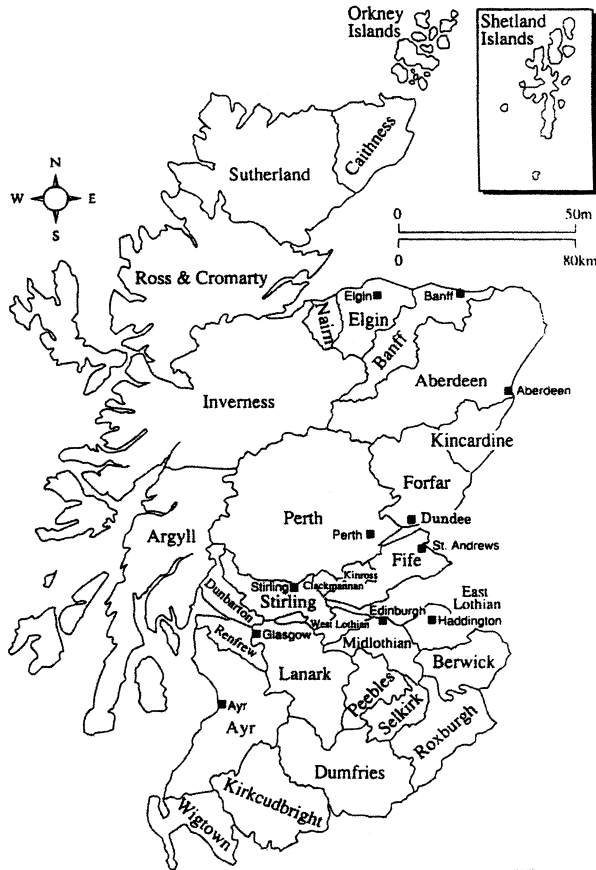 Orkney
Islands
Shetland
Islands
Caithness
Sutherland
N
W E
S
0 50m
0 80km
Ross & Cromarty
Elgin
Banff
Nairn
Elgin
Banff
Aberdeen
Aberdeen
Inverness
Kincardine
Forfar
Perth
Dundee
Argyll
Perth
St. Andrews
Fife
Kinross
Clackmannan
Stirling
Stirling
Dunbarton
East
Lothian
Edinburgh
Haddington
West Lothian
Glasgow
Renfrew
Midlothian
Berwick
Lanark
Peebles
Selkirk
Roxburgh
Ayr
Ayr
Dumfries
Kirkcudbright
Wigtown